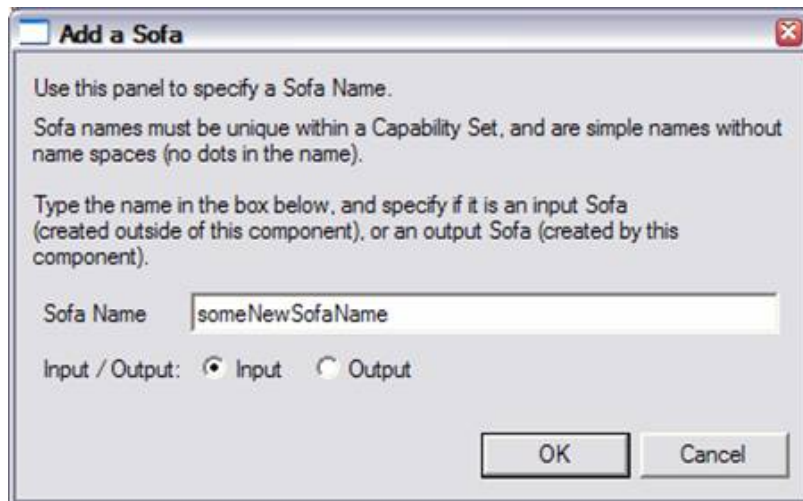 Add a Sofa
Use this panel to specify a Sofa Name.
Sofa names must be unique within a Capability Set, and are simple names without
name spaces (no dots in the name).
Type the name in the box below, and specify if it is an input Sofa
(created outside of this component), or an output Sofa (created by this
component).
Sofa Name someNewSofaName
Input / Output: Input Output
OK Cancel